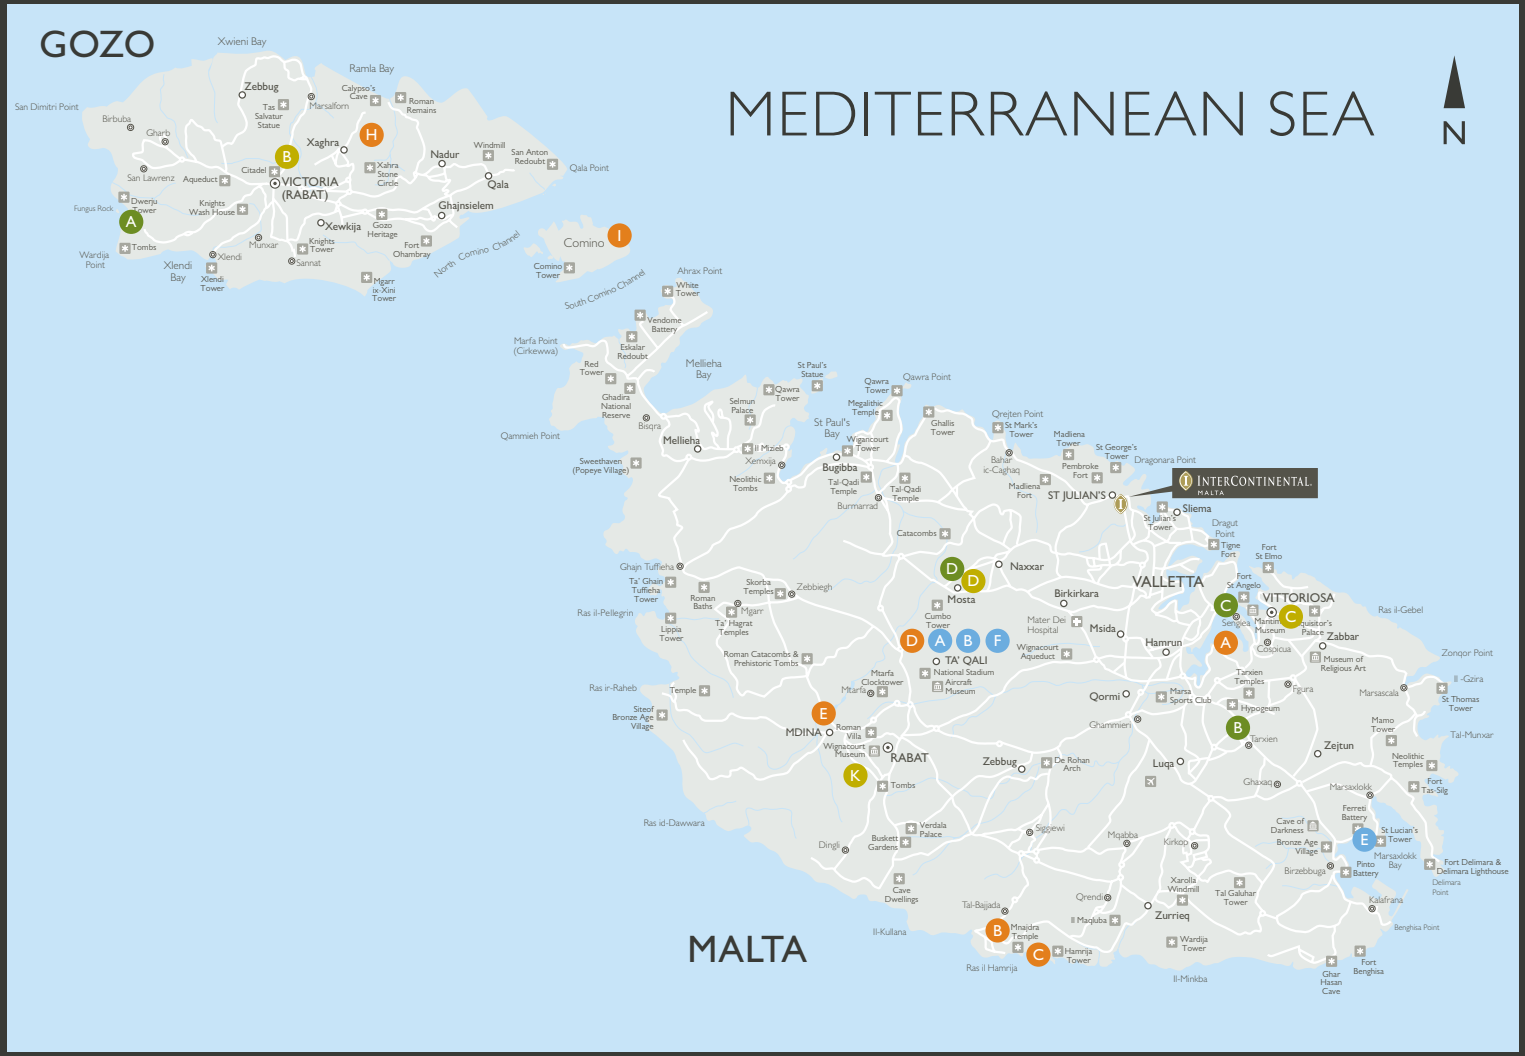 GOZO
Xwieni Bay
Ramla Bay
San Dimitri Point
Zebbug
Tas
Salvatur
Statue
Marsalforn
Calypso's
Cave
Roman
Remains
Birbuba
Gharb
Xaghra
H
B
Citadel
Nadur
Windmill
San Anton
Redoubt
Qala Point
San Lawrenz
Aqueduct
VICTORIA
(RABAT)
Xahra
Stone
Circle
Qala
Fungus Rock
Dwerju
Tower
A
Knights
Wash House
Xewkija
Gozo
Heritage
Ghajnsielem
Tombs
Wardija
Point
Munxar
Knights
Tower
Fort
Ohambray
Xlendi
Xlendi
Bay
Xlendi
Tower
Sannat
Mgarr
ix-Xini
Tower
North Comino Channel
Comino
I
Comino
Tower
South Comino Channel
MEDITERRANEAN SEA
N
Ahrax Point
White
Tower
Vendome
Battery
Eskalar
Redoubt
Marfa Point
(Cirkewwa)
Red
Tower
Mellieha
Bay
Ghadira
National
Reserve
Bisqra
Qammieh Point
Mellieha
Sweethaven
(Popeye Village)
St Paul's
Statue
Qawra
Tower
Selmun
Palace
Il Mizieb
Xemxija
Neolithic
Tombs
St Paul's
Bay
Qawra
Tower
Qawra Point
Megalithic
Temple
Wignacourt
Tower
Bugibba
Tal-Qadi
Temple
Tal-Qadi
Temple
Burmarrad
Ghallis
Tower
Qrejten Point
St Mark's
Tower
Bahar
ic-Caghaq
Madliena
Tower
Madliena
Fort
Pembroke
Fort
St George's
Tower
Dragonara Point
INTERCONTINENTAL.
MALTA
ST JULIAN'S
I
St Julian's
Tower
Sliema
Dragut
Point
Tigne
Fort
Fort
St Elmo
Catacombs
Ghajn Tuffieha
Ta' Ghain
Tuffieha
Tower
Roman
Baths
Skorba
Temples
Zebbiegh
Mgarr
Ta' Hagrat
Temples
Ras il-Pellegrin
Lippia
Tower
D
D
Naxxar
Mosta
Cumbo
Tower
Birkirkara
VALLETTA
Fort
St Angelo
C
VITTORIOSA
Senglea
Maritime
Museum
C
quisitor's
Palace
Ras il-Gebel
Zabbar
Cospicua
Mater Dei
Hospital
Msida
Hamrun
A
D
A
B
F
TA' QALI
National Stadium
Aircraft
Museum
Wignacourt
Aqueduct
Museum of
Religious Art
Zonqor Point
Il -Gzira
Marsascala
St Thomas
Tower
Tal-Munxar
Roman Catacombs &
Prehistoric Tombs
Mtarfa
Clocktower
Mtarfa
Ras ir-Raheb
Temple
Siteof
Bronze Age
Village
Qormi
Ghammieri
Marsa
Sports Club
Tarxien
Temples
Hypogeum
Fgura
B
Tarxien
Mamo
Tower
Neolithic
Temples
Zejtun
E
MDINA
Roman
Villa
Wignacourt
Museum
RABAT
K
Tombs
Zebbug
De Rohan
Arch
Luqa
Ghaxaq
Marsaxlokk
Fort
Tas-Silg
Ras id-Dawwara
Verdala
Palace
Buskett
Gardens
Dingli
Siggiewi
Mqabba
Kirkop
Ferreti
Battery
Cave of
Darkness
E
St Lucian's
Tower
Bronze Age
Village
Marsaxlokk
Bay
Birzebbuga
Pinto
Battery
Fort Delimara &
Delimara Lighthouse
Delimara
Point
Cave
Dwellings
Xarolla
Windmill
Tal Galuhar
Tower
Qrendi
Zurrieq
Kalafrana
Benghisa Point
Tal-Bajjada
Il Maqluba
Il-Kullana
MALTA
B
Mnajdra
Temple
C
Hamrija
Tower
Ras il Hamrija
Wardija
Tower
Il-Minkba
Fort
Benghisa
Ghar
Hasan
Cave